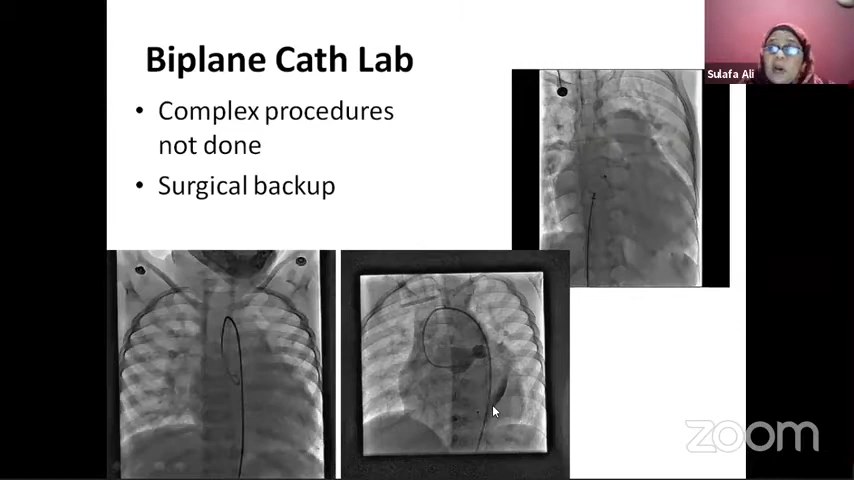 Biplane Cath Lab
• Complex procedures
not done
• Surgical backup
Sulafa Ali
zoom